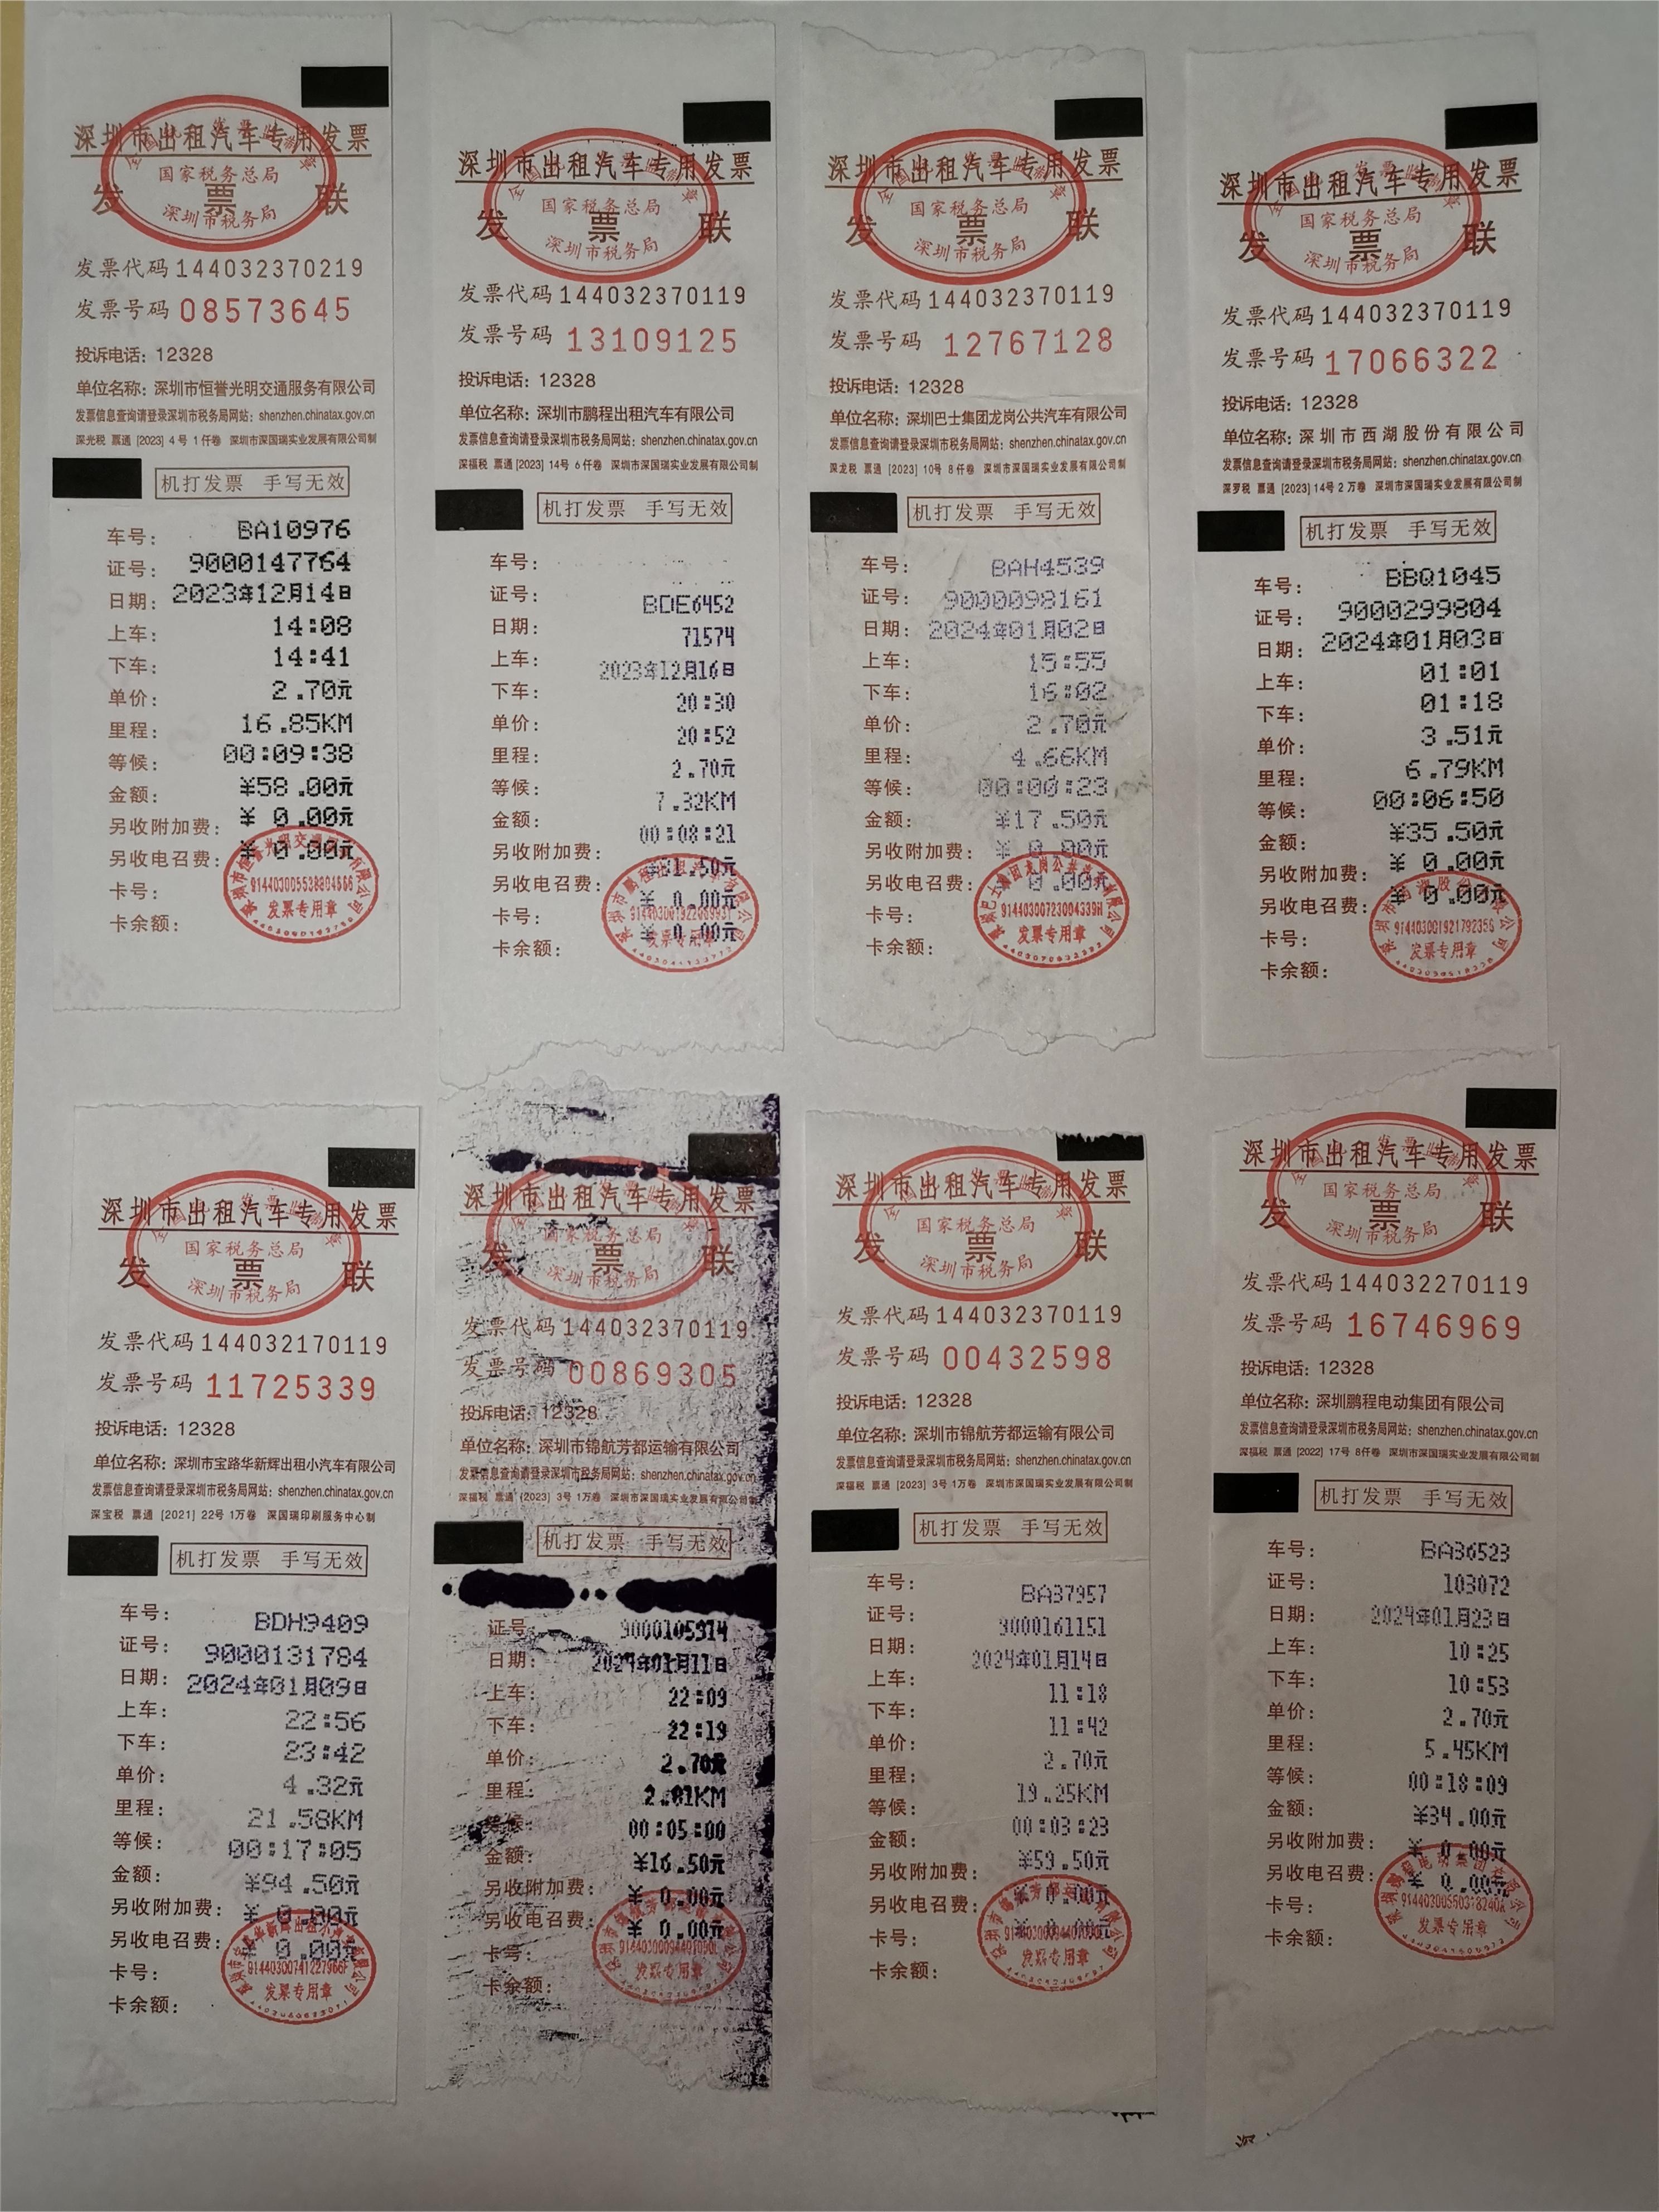 深圳市出租汽车专用发票
国家税务总局
发 票 联
深圳市税务局
发票代码 144032370219
发票号码 08573645
投诉电话: 12328
单位名称: 深圳市恒誉光明交通服务有限公司
发票信息查询请登录深圳市税务局网站: shenzhen.chinatax.gov.cn
深光税 票通 [2023] 4号 1仟卷 深圳市深国瑞实业发展有限公司制
机打发票 手写无效
车号: BA10976
证号: 9000147764
日期: 2023年12月14日
上车: 14:08
下车: 14:41
单价: 2.70元
里程: 16.85KM
等候: 00:09:38
金额: ¥58.00元
另收附加费: ¥ 0.00元
另收电召费: ¥ 0.00元
卡号:
发票专用章
卡余额:
深圳市出租汽车专用发票
国家税务总局
发 票 联
深圳市税务局
发票代码 144032370119
发票号码 13109125
投诉电话: 12328
单位名称: 深圳市鹏程出租汽车有限公司
发票信息查询请登录深圳市税务局网站: shenzhen.chinatax.gov.cn
深福税 票通 [2023] 14号 6仟卷 深圳市深国瑞实业发展有限公司制
机打发票 手写无效
车号:
证号: BDE6452
日期: 71574
上车: 2023年12月16日
下车: 20:30
单价: 20:52
里程: 2.70元
等候: 7.32KM
金额: 00:08:21
另收附加费: ¥31.50元
另收电召费: ¥ 0.00元
卡号: ¥ 0.00元
发票专用章
卡余额:
深圳市出租汽车专用发票
国家税务总局
发 票 联
深圳市税务局
发票代码 144032370119
发票号码 12767128
投诉电话: 12328
单位名称: 深圳巴士集团龙岗公共汽车有限公司
发票信息查询请登录深圳市税务局网站: shenzhen.chinatax.gov.cn
深龙税 票通 [2023] 10号 8仟卷 深圳市深国瑞实业发展有限公司制
机打发票 手写无效
车号: BAH4539
证号: 9000098161
日期: 2024年01月02日
上车: 15:55
下车: 16:02
单价: 2.70元
里程: 4.66KM
等候: 00:00:23
金额: ¥17.50元
另收附加费: ¥ 0.00元
另收电召费: 0.00元
卡号: 91440300723004339H
发票专用章
卡余额:
深圳市出租汽车专用发票
国家税务总局
发 票 联
深圳市税务局
发票代码 144032370119
发票号码 17066322
投诉电话: 12328
单位名称: 深圳市西湖股份有限公司
发票信息查询请登录深圳市税务局网站: shenzhen.chinatax.gov.cn
深罗税 票通 [2023] 14号 2万卷 深圳市深国瑞实业发展有限公司制
机打发票 手写无效
车号: BBQ1045
证号: 9000299804
日期: 2024年01月03日
上车: 01:01
下车: 01:18
单价: 3.51元
里程: 6.79KM
等候: 00:06:50
金额: ¥35.50元
另收附加费: ¥ 0.00元
另收电召费: ¥ 0.00元
卡号: 91440300192179235G
发票专用章
卡余额:
深圳市出租汽车专用发票
国家税务总局
发 票 联
深圳市税务局
发票代码 144032170119
发票号码 11725339
投诉电话: 12328
单位名称: 深圳市宝路华新辉出租小汽车有限公司
发票信息查询请登录深圳市税务局网站: shenzhen.chinatax.gov.cn
深宝税 票通 [2021] 22号 1万卷 深国瑞印刷服务中心制
机打发票 手写无效
车号: BDH9409
证号: 9000131784
日期: 2024年01月09日
上车: 22:56
下车: 23:42
单价: 4.32元
里程: 21.58KM
等候: 00:17:05
金额: ¥94.50元
另收附加费: ¥ 0.00元
另收电召费: ¥ 0.00元
卡号:
发票专用章
卡余额:
深圳市出租汽车专用发票
国家税务总局
发 票 联
深圳市税务局
发票代码 144032370119
发票号码 00869305
投诉电话: 12328
单位名称: 深圳市锦航芳都运输有限公司
发票信息查询请登录深圳市税务局网站: shenzhen.chinatax.gov.cn
深福税 票通 [2023] 3号 1万卷 深圳市深国瑞实业发展有限公司制
机打发票 手写无效
证号: 9000105314
日期: 2024年01月11日
上车: 22:09
下车: 22:19
单价: 2.70元
里程: 2.81KM
等候: 00:05:00
金额: ¥16.50元
另收附加费: ¥ 0.00元
另收电召费: ¥ 0.00元
卡号:
发票专用章
卡余额:
深圳市出租汽车专用发票
国家税务总局
发 票 联
深圳市税务局
发票代码 144032370119
发票号码 00432598
投诉电话: 12328
单位名称: 深圳市锦航芳都运输有限公司
发票信息查询请登录深圳市税务局网站: shenzhen.chinatax.gov.cn
深福税 票通 [2023] 3号 1万卷 深圳市深国瑞实业发展有限公司制
机打发票 手写无效
车号: BA37957
证号: 9000161151
日期: 2024年01月14日
上车: 11:18
下车: 11:42
单价: 2.70元
里程: 19.25KM
等候: 00:03:23
金额: ¥59.50元
另收附加费: ¥ 0.00元
另收电召费: ¥ 0.00元
卡号:
发票专用章
卡余额:
深圳市出租汽车专用发票
国家税务总局
发 票 联
深圳市税务局
发票代码 144032270119
发票号码 16746969
投诉电话: 12328
单位名称: 深圳鹏程电动集团有限公司
发票信息查询请登录深圳市税务局网站: shenzhen.chinatax.gov.cn
深福税 票通 [2022] 17号 8仟卷 深圳市深国瑞实业发展有限公司制
机打发票 手写无效
车号: BA36523
证号: 103072
日期: 2024年01月23日
上车: 10:25
下车: 10:53
单价: 2.70元
里程: 5.45KM
等候: 00:18:09
金额: ¥34.00元
另收附加费: ¥ 0.00元
另收电召费: ¥ 0.00元
卡号:
发票专用章
卡余额: